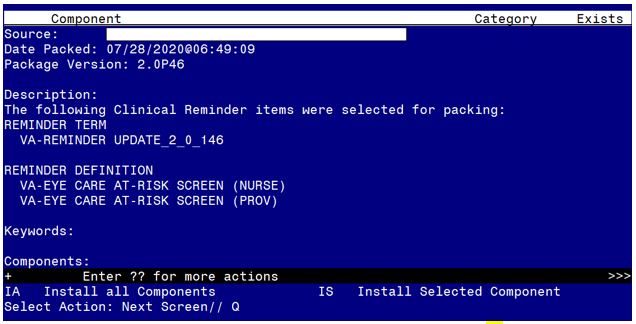 Component Category Exists
Source:
Date Packed: 07/28/2020@06:49:09
Package Version: 2.0P46
Description:
The following Clinical Reminder items were selected for packing:
REMINDER TERM
VA-REMINDER UPDATE_2_0_146
REMINDER DEFINITION
VA-EYE CARE AT-RISK SCREEN (NURSE)
VA-EYE CARE AT-RISK SCREEN (PROV)
Keywords:
Components:
+ Enter ?? for more actions >>>
IA Install all Components IS Install Selected Component
Select Action: Next Screen// Q